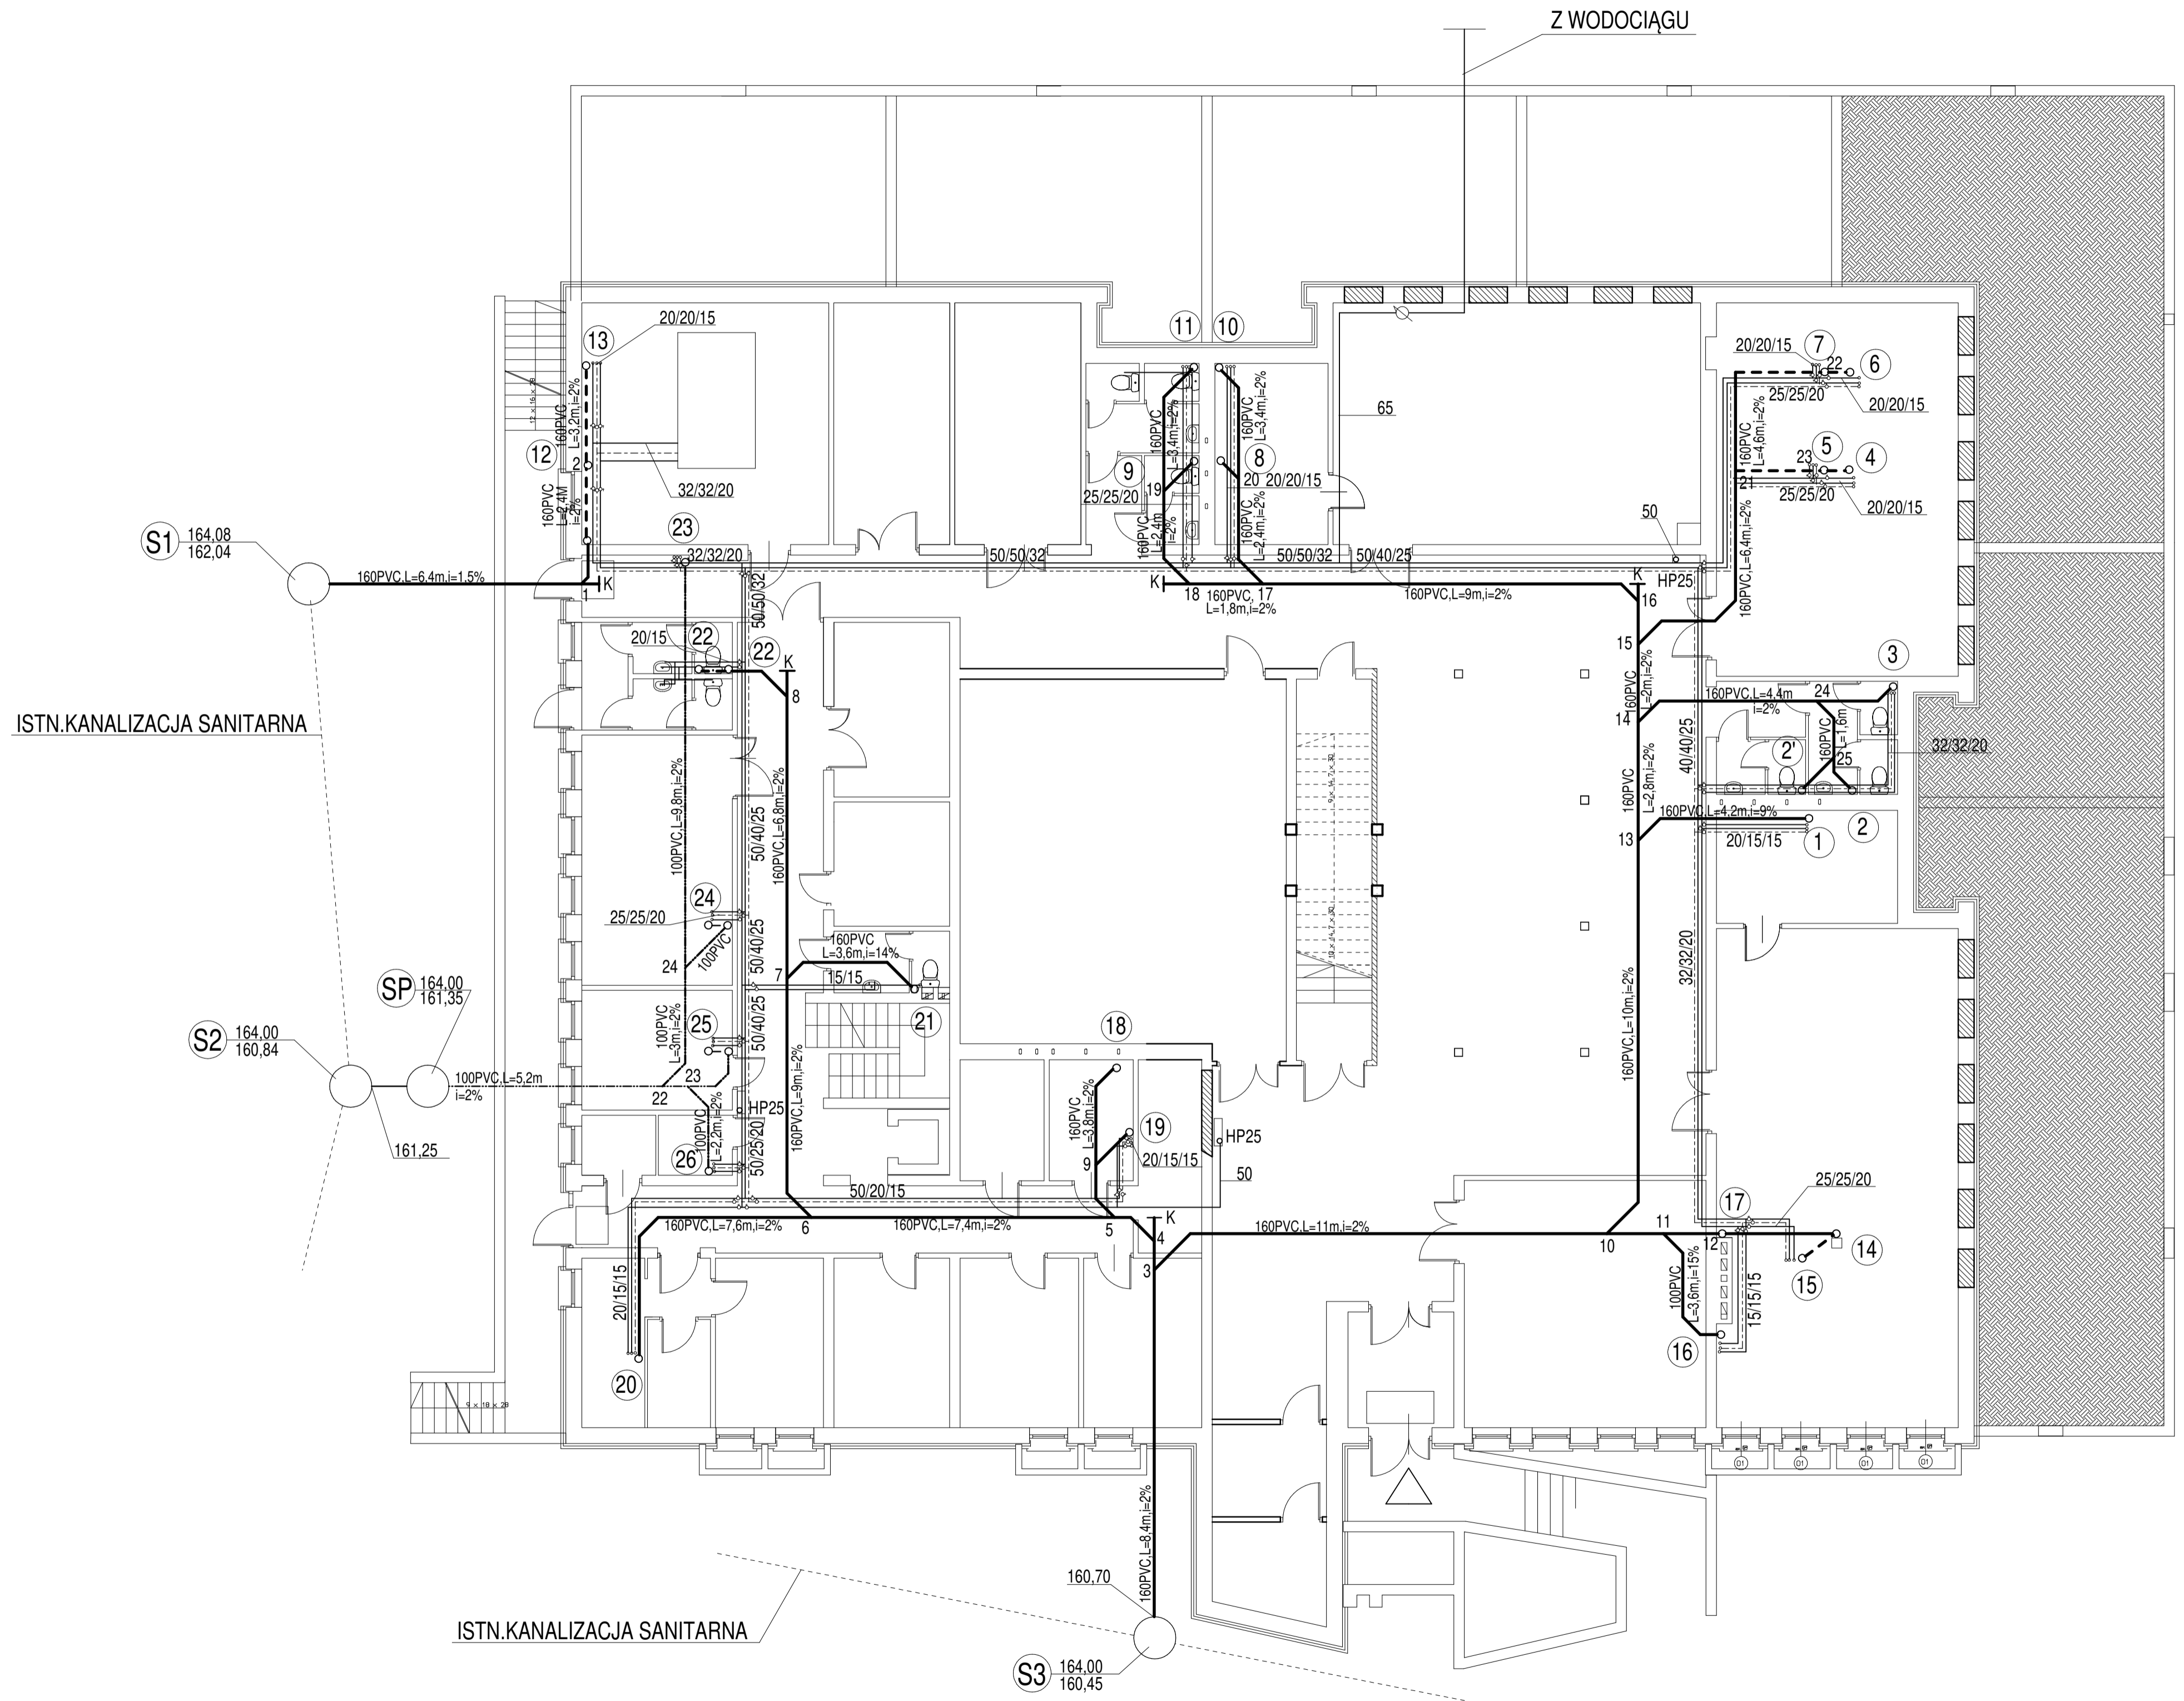 Z WODOCIĄGU
13
20/20/15
160PVC
L=3,2m,i=2%
12 x 16 x 28
12
2
160PVC
L=2,4M
i=2%
32/32/20
S1
164,08
162,04
160PVC,L=6,4m,i=1,5%
1
K
23
32/32/20
11
10
160PVC
L=3,4m,i=2%
160PVC
L=3,4m,i=2%
9
8
19
25/25/20
20
20/20/15
160PVC
L=2,4m
i=2%
160PVC
L=2,4m,i=2%
65
50/50/32
50/50/32
50/40/25
50
HP25
K
18
160PVC,
L=1,8m,i=2%
17
160PVC,L=9m,i=2%
K
16
7
20/20/15
22
6
25/25/20
20/20/15
160PVC
L=4,6m,i=2%
5
23
4
21
25/25/20
20/20/15
160PVC,L=6,4m,i=2%
15
160PVC
L=2m,i=2%
14
3
160PVC,L=4,4m
i=2%
24
160PVC
L=1,6m
2'
25
32/32/20
40/40/25
160PVC
L=2,8m,i=2%
160PVC,L=4,2m,i=9%
13
20/15/15
1
2
32/32/20
160PVC,L=10m,i=2%
50/50/32
20/15
22
22
K
8
ISTN.KANALIZACJA SANITARNA
100PVC,L=9,8m,i=2%
50/40/25
160PVC,L=6,8m,i=2%
24
25/25/20
100PVC
24
50/40/25
160PVC
L=3,6m,i=14%
7
15/15
21
SP
164,00
161,35
S2
164,00
160,84
161,25
100PVC,L=5,2m
i=2%
100PVC
L=3m,i=2%
25
50/40/25
23
22
100PVC
L=2,2m,i=2%
HP25
26
50/25/20
160PVC,L=9m,i=2%
18
160PVC
L=3,8m,i=2%
19
9
20/15/15
HP25
50
50/20/15
160PVC,L=7,6m,i=2%
6
160PVC,L=7,4m,i=2%
5
K
4
3
160PVC,L=11m,i=2%
10
11
12
17
25/25/20
14
15
100PVC
L=3,6m,i=15%
15/15/15
16
20/15/15
20
9 x 18 x 28
01
01
01
01
160PVC,L=8,4m,i=2%
160,70
ISTN.KANALIZACJA SANITARNA
S3
164,00
160,45